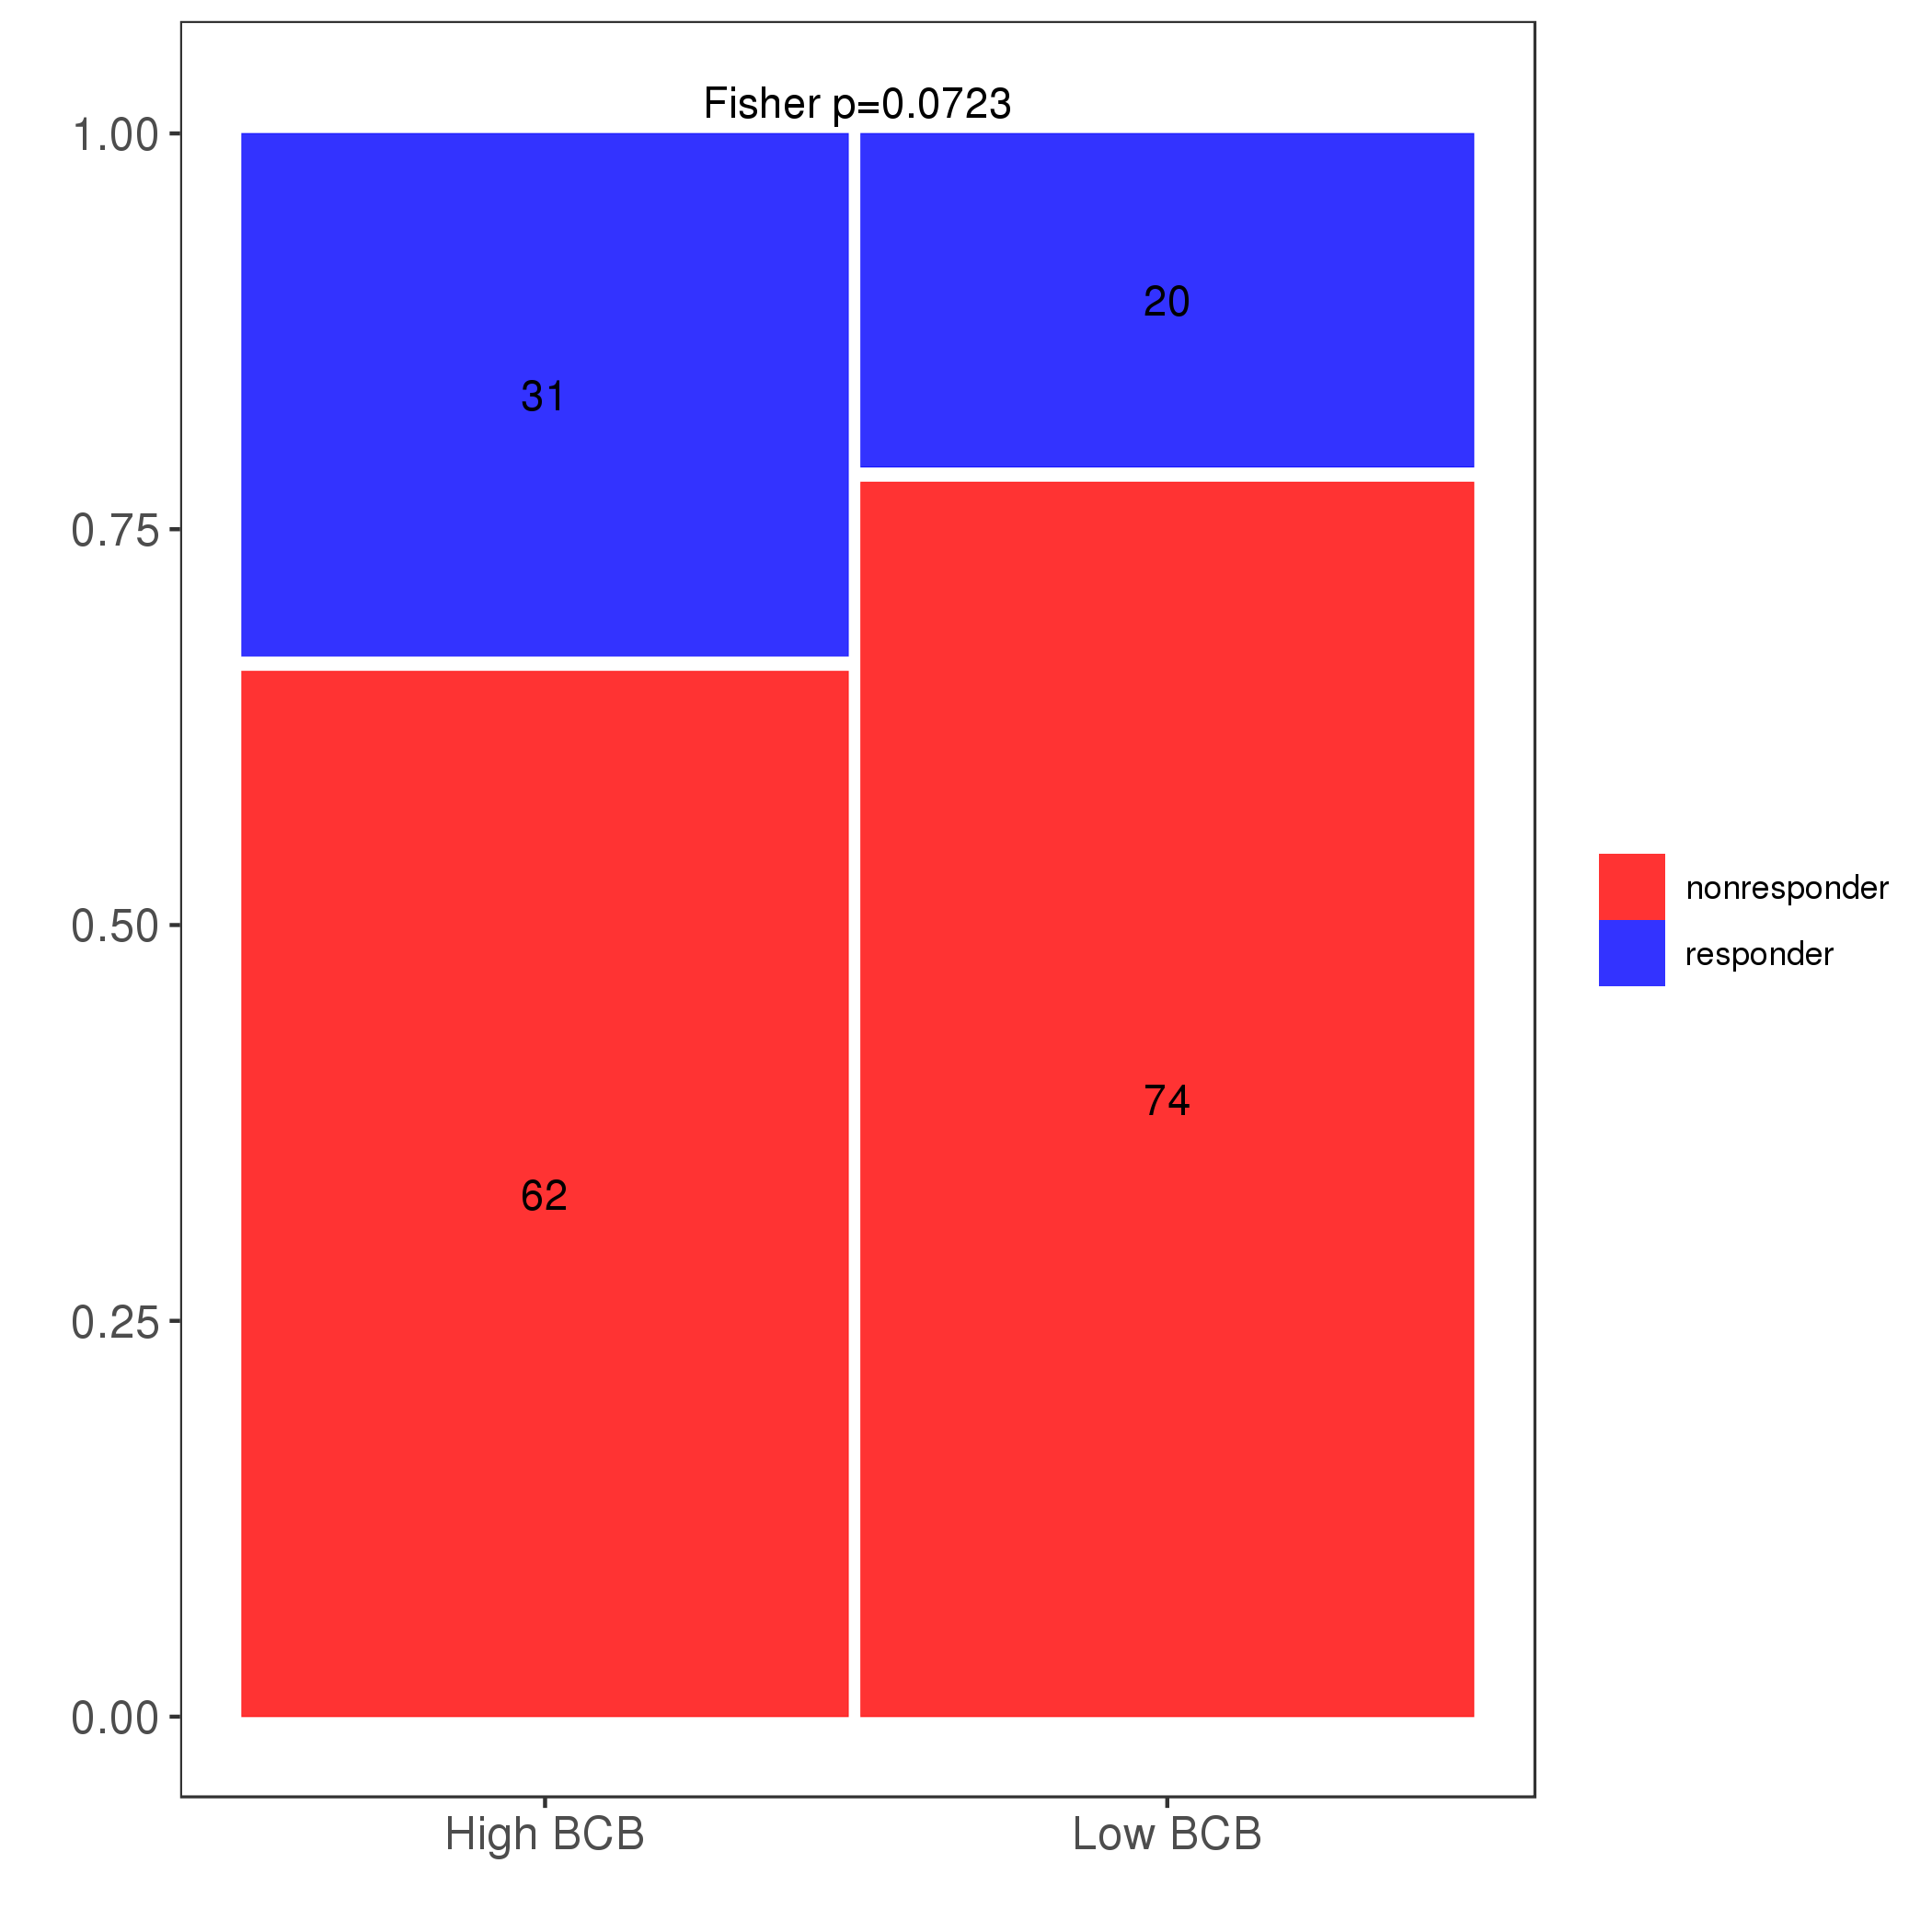 Fisher p=0.0723
1.00
0.75
0.50
0.25
0.00
31
20
62
74
High BCB
Low BCB
nonresponder
responder